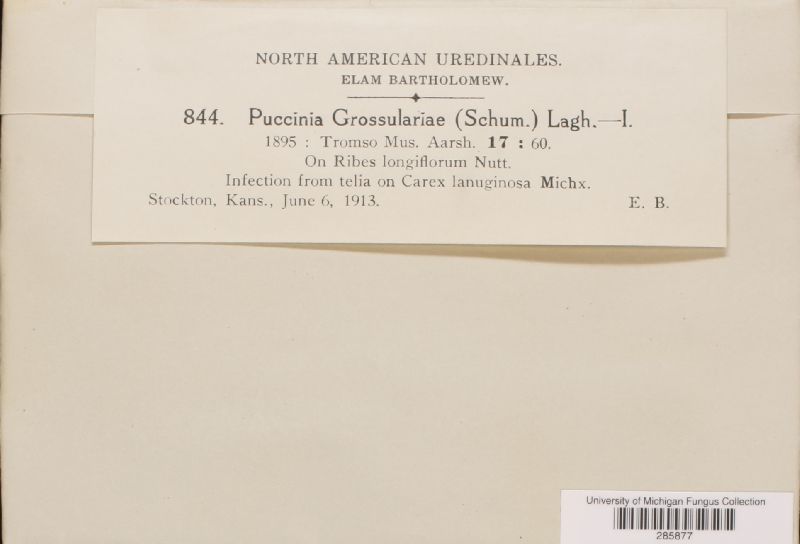 NORTH AMERICAN UREDINALES.
ELAM BARTHOLOMEW.
844. Puccinia Grossulariae (Schum.) Lagh.—I.
1895 : Tromso Mus. Aarsh. 17 : 60.
On Ribes longiflorum Nutt.
Infection from telia on Carex lanuginosa Michx.
Stockton, Kans., June 6, 1913. E. B.
University of Michigan Fungus Collection
285877